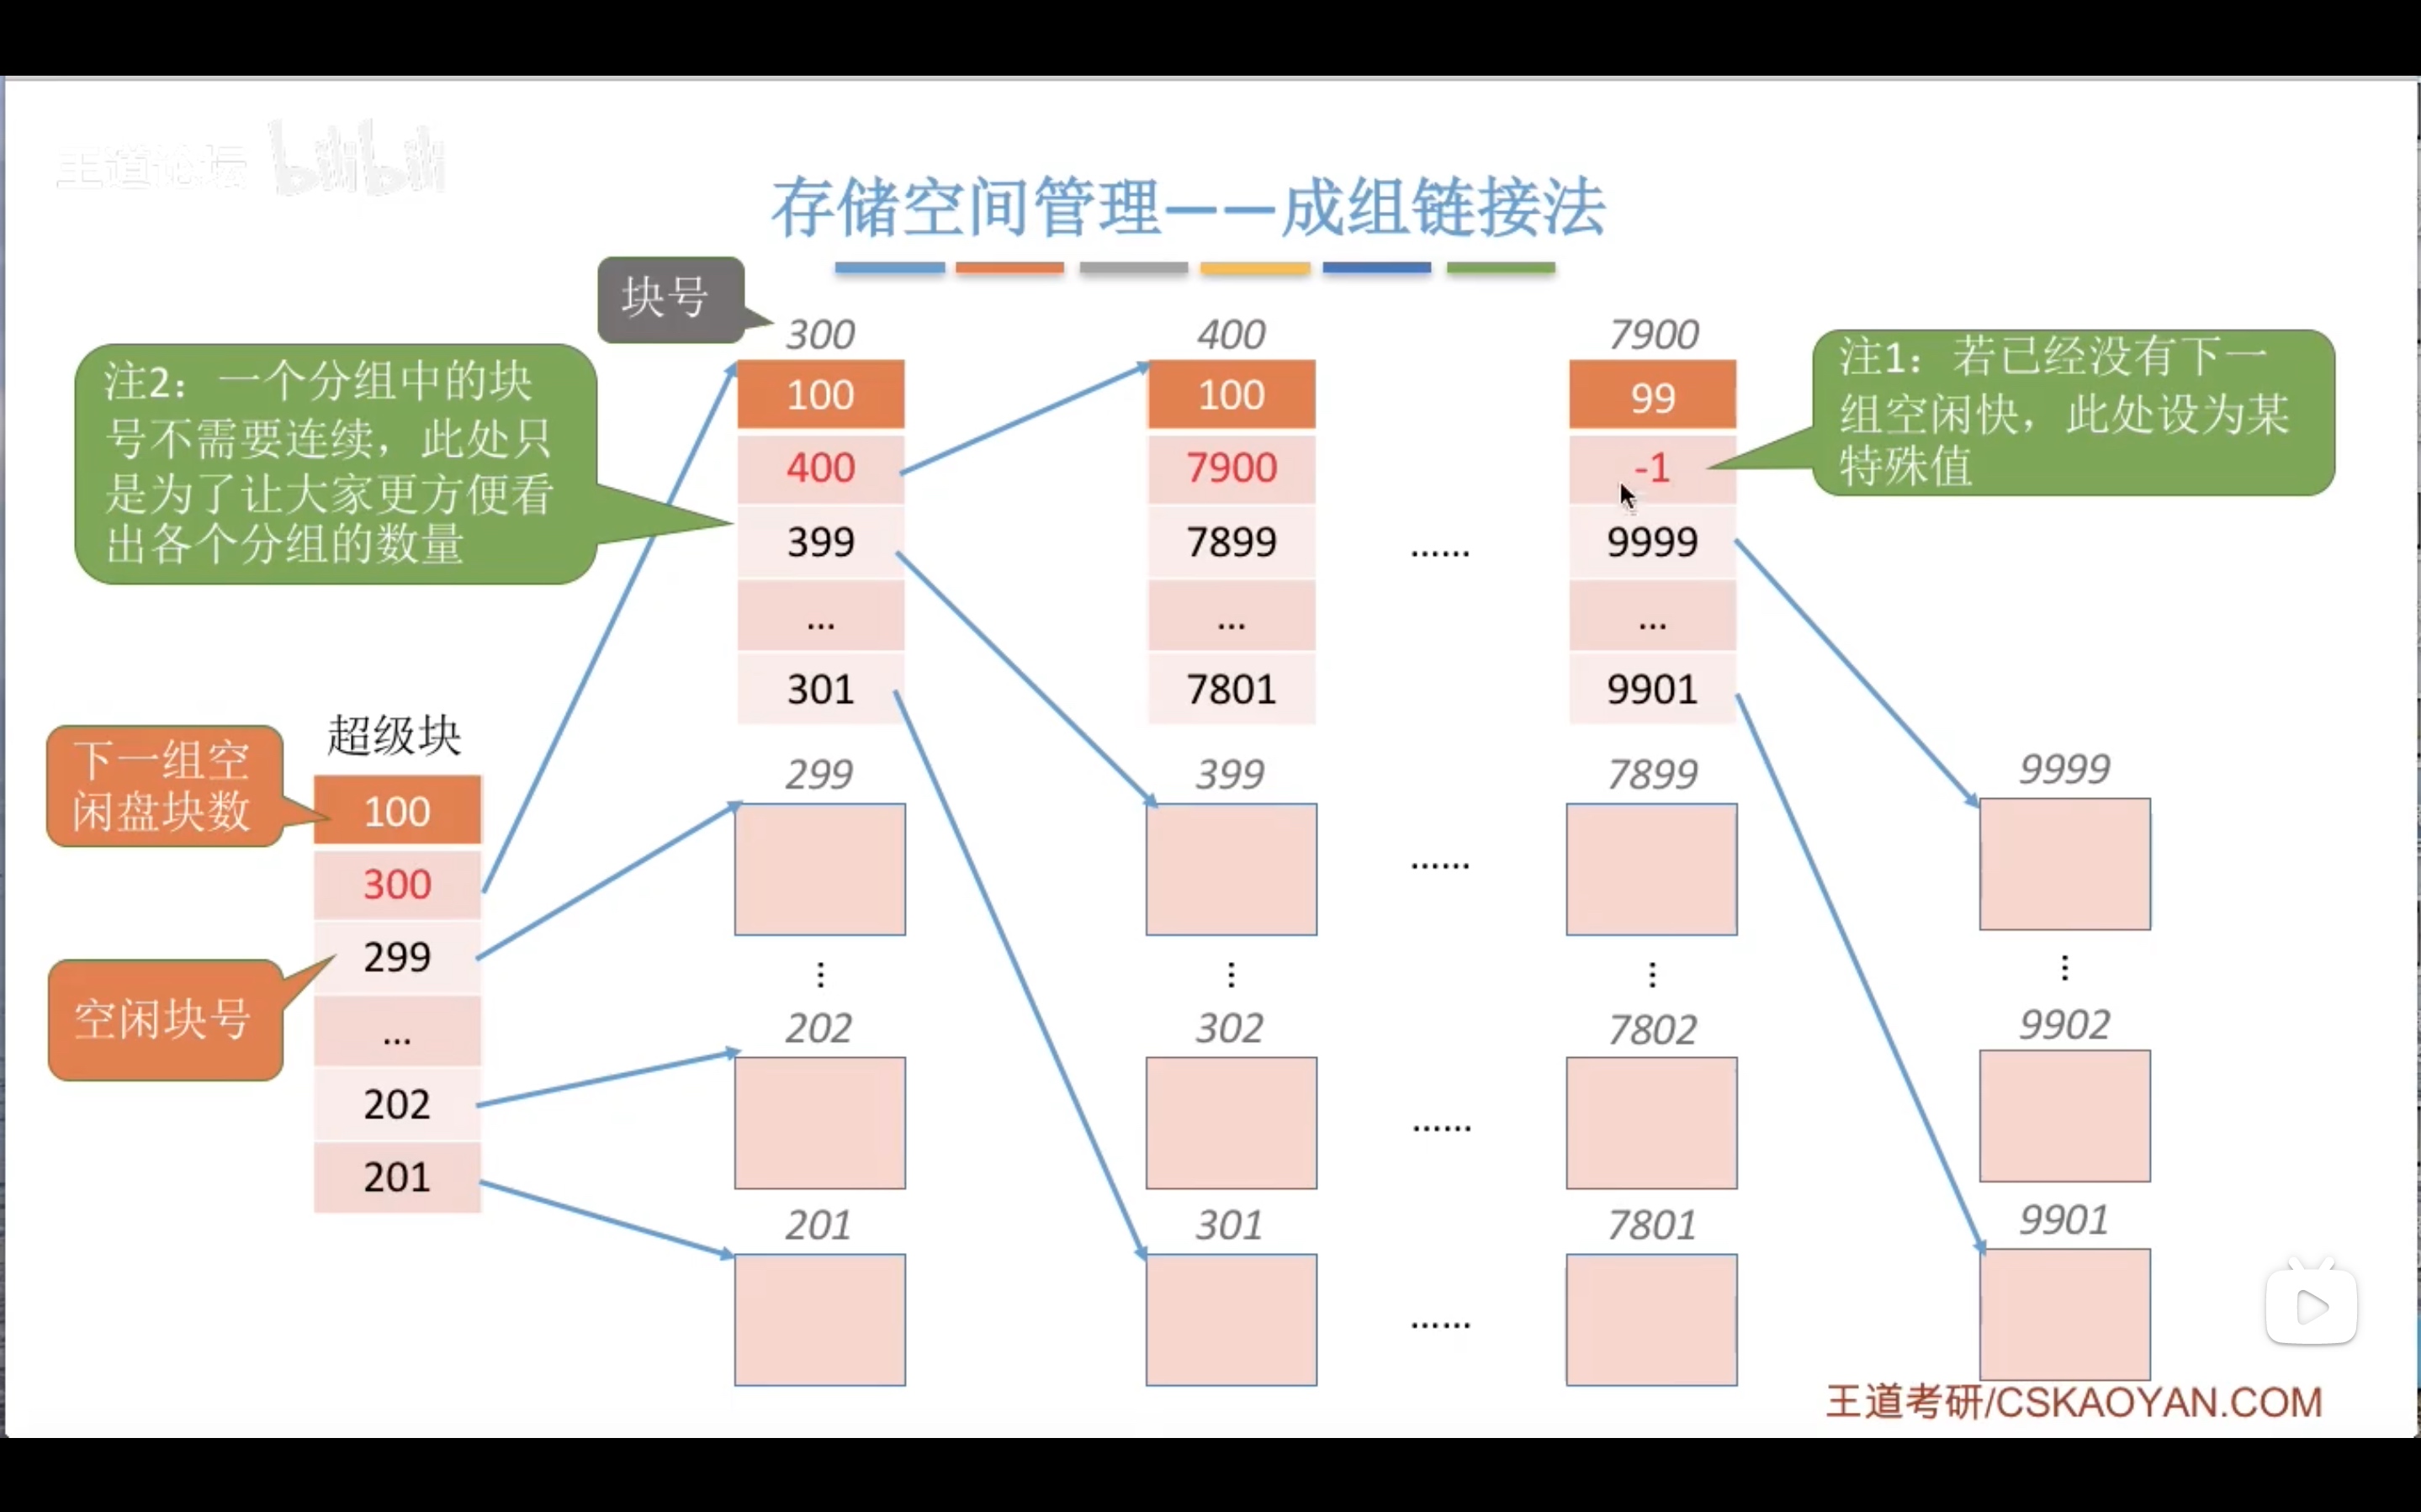 王道论坛 bilibili
存储空间管理——成组链接法
块号
注2：一个分组中的块
号不需要连续，此处只
是为了让大家更方便看
出各个分组的数量
300
100
400
399
...
301
400
100
7900
7899
...
7801
......
7900
99
-1
9999
...
9901
注1：若已经没有下一
组空闲快，此处设为某
特殊值
下一组空
闲盘块数
空闲块号
超级块
100
300
299
...
202
201
299
⋮
202
201
399
⋮
302
301
......
......
......
7899
⋮
7802
7801
9999
⋮
9902
9901
王道考研/CSKAOYAN.COM